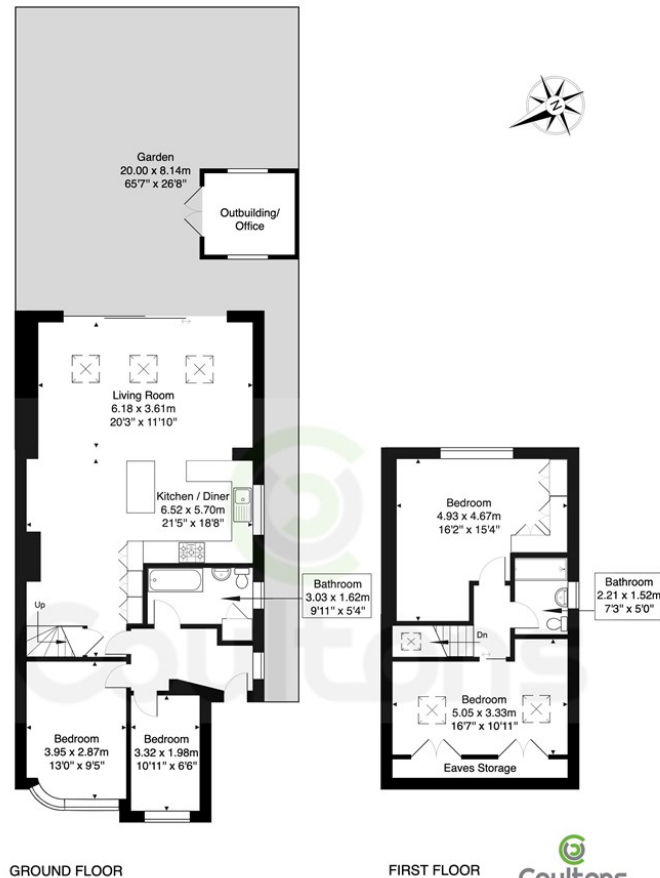 Garden
20.00 x 8.14m
65'7" x 26'8"
Outbuilding/
Office
N
Living Room
6.18 x 3.61m
20'3" x 11'10"
Kitchen / Diner
6.52 x 5.70m
21'5" x 18'8"
Bathroom
3.03 x 1.62m
9'11" x 5'4"
Up
Bedroom
3.95 x 2.87m
13'0" x 9'5"
Bedroom
3.32 x 1.98m
10'11" x 6'6"
Bedroom
4.93 x 4.67m
16'2" x 15'4"
Bathroom
2.21 x 1.52m
7'3" x 5'0"
Dn
Bedroom
5.05 x 3.33m
16'7" x 10'11"
Eaves Storage
Coultons
GROUND FLOOR
FIRST FLOOR
Coultons